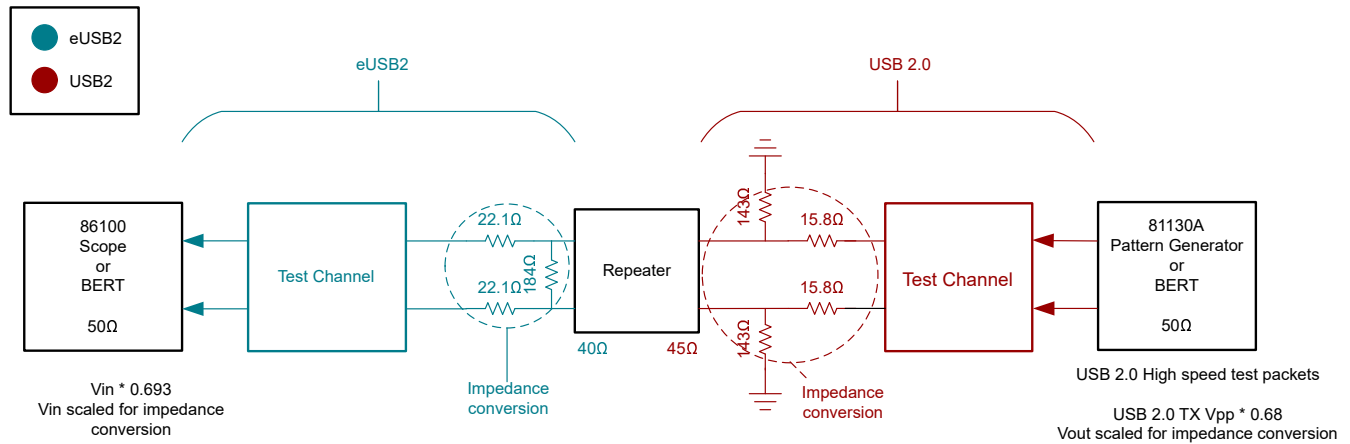 eUSB2
USB2
eUSB2
USB 2.0
86100
Scope
or
BERT
50Ω
Test Channel
22.1Ω
184Ω
22.1Ω
Repeater
40Ω
45Ω
143Ω
15.8Ω
15.8Ω
143Ω
Test Channel
81130A
Pattern Generator
or
BERT
50Ω
Vin * 0.693
Vin scaled for impedance
conversion
Impedance
conversion
Impedance
conversion
USB 2.0 High speed test packets
USB 2.0 TX Vpp * 0.68
Vout scaled for impedance conversion